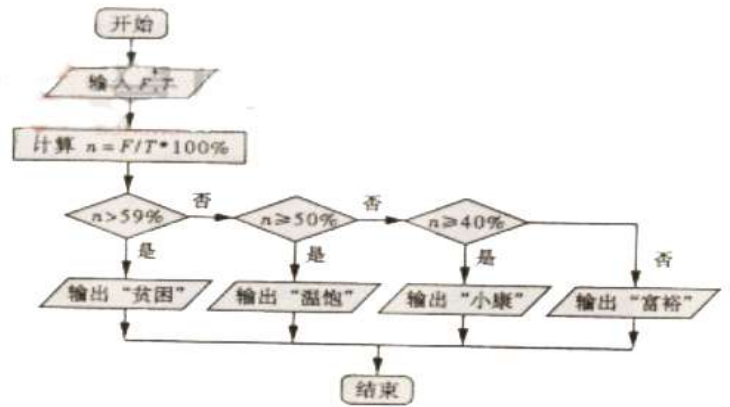 开始
输入 F,T
计算 n=F/T*100%
n>59%
否
n≥50%
否
n≥40%
是
是
是
否
输出“贫困”
输出“温饱”
输出“小康”
输出“富裕”
结束